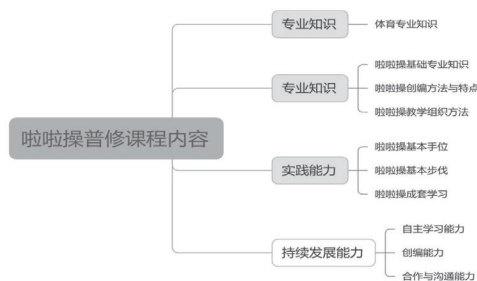 啦啦操普修课程内容
专业知识
体育专业知识
专业知识
啦啦操基础专业知识
啦啦操创编方法与特点
啦啦操教学组织方法
实践能力
啦啦操基本手位
啦啦操基本步伐
啦啦操成套学习
持续发展能力
自主学习能力
创编能力
合作与沟通能力